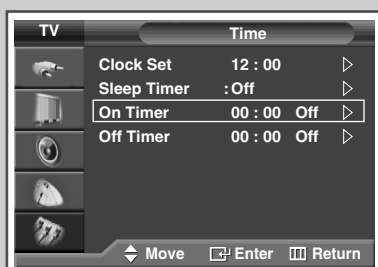 TV Time
Clock Set 12 : 00
Sleep Timer : Off
On Timer 00 : 00 Off
Off Timer 00 : 00 Off
Move Enter Return